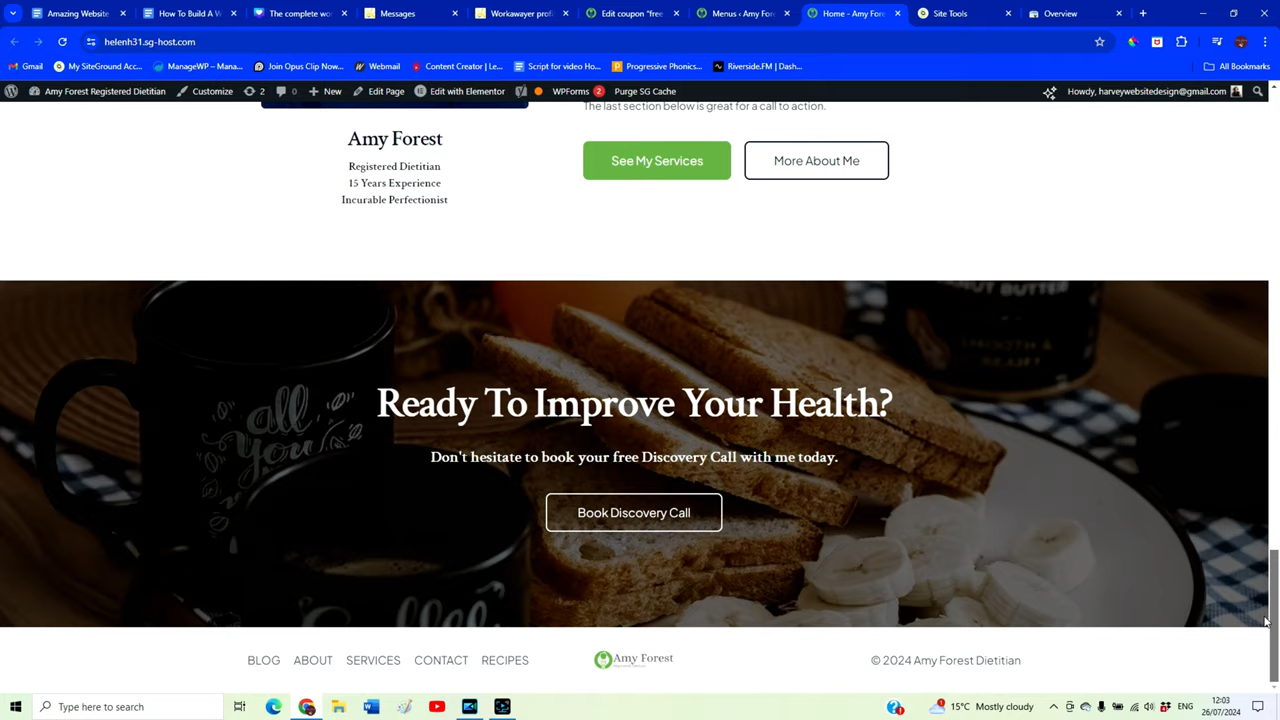 Amazing Website
How To Build A W
The complete wo
Messages
Workawayer profi
Edit coupon "free
Menus ‹ Amy For
Home - Amy Fore
Site Tools
Overview
helenh31.sg-host.com
Gmail
My SiteGround Acc...
ManageWP – Mana...
Join Opus Clip Now...
Webmail
Content Creator | Le...
Script for video Ho...
Progressive Phonics...
Riverside.FM | Dash...
All Bookmarks
Amy Forest Registered Dietitian
Customize
2
0
New
Edit Page
Edit with Elementor
WPForms 2
Purge SG Cache
Howdy, harveywebsitedesign@gmail.com
The last section below is great for a call to action.
Amy Forest
Registered Dietitian
15 Years Experience
Incurable Perfectionist
See My Services
More About Me
all
you
Ready To Improve Your Health?
Don't hesitate to book your free Discovery Call with me today.
Book Discovery Call
BLOG ABOUT SERVICES CONTACT RECIPES
Amy Forest
© 2024 Amy Forest Dietitian
Type here to search
15°C Mostly cloudy
ENG
12:03
26/07/2024